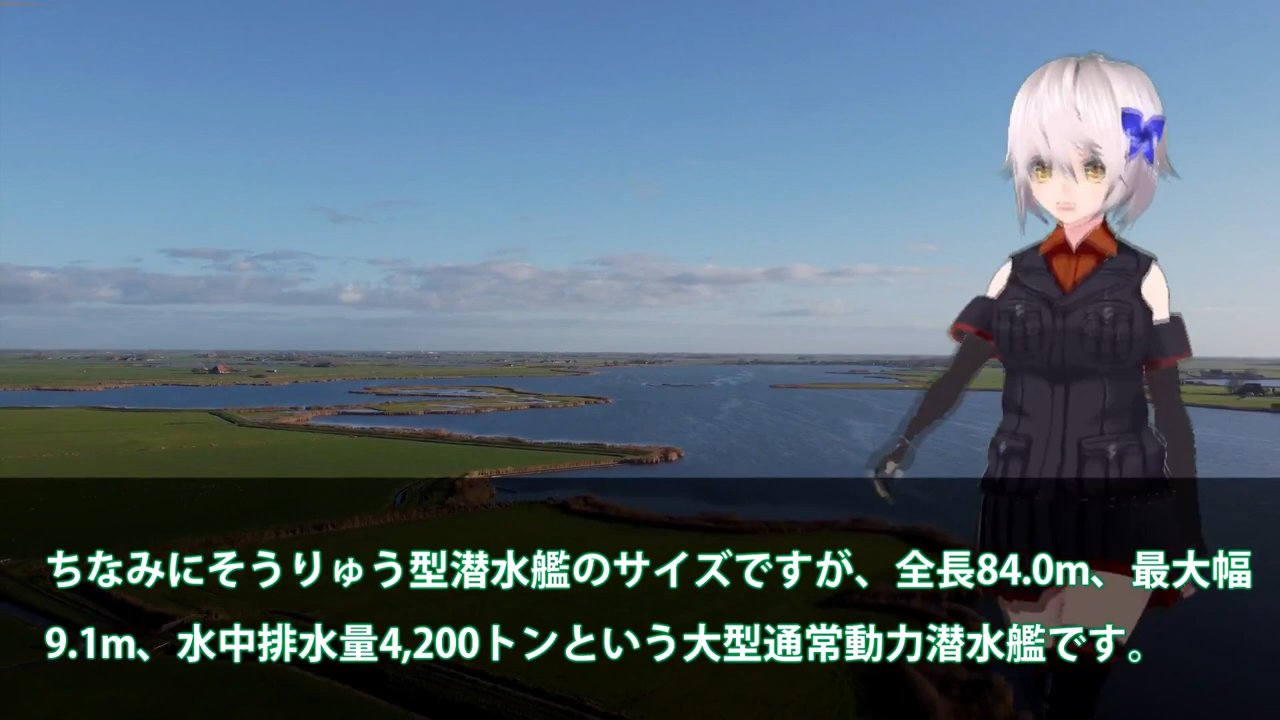 ちなみにそうりゅう型潜水艦のサイズですが、全長84.0m、最大幅
9.1m、水中排水量4,200トンという大型通常動力潜水艦です。